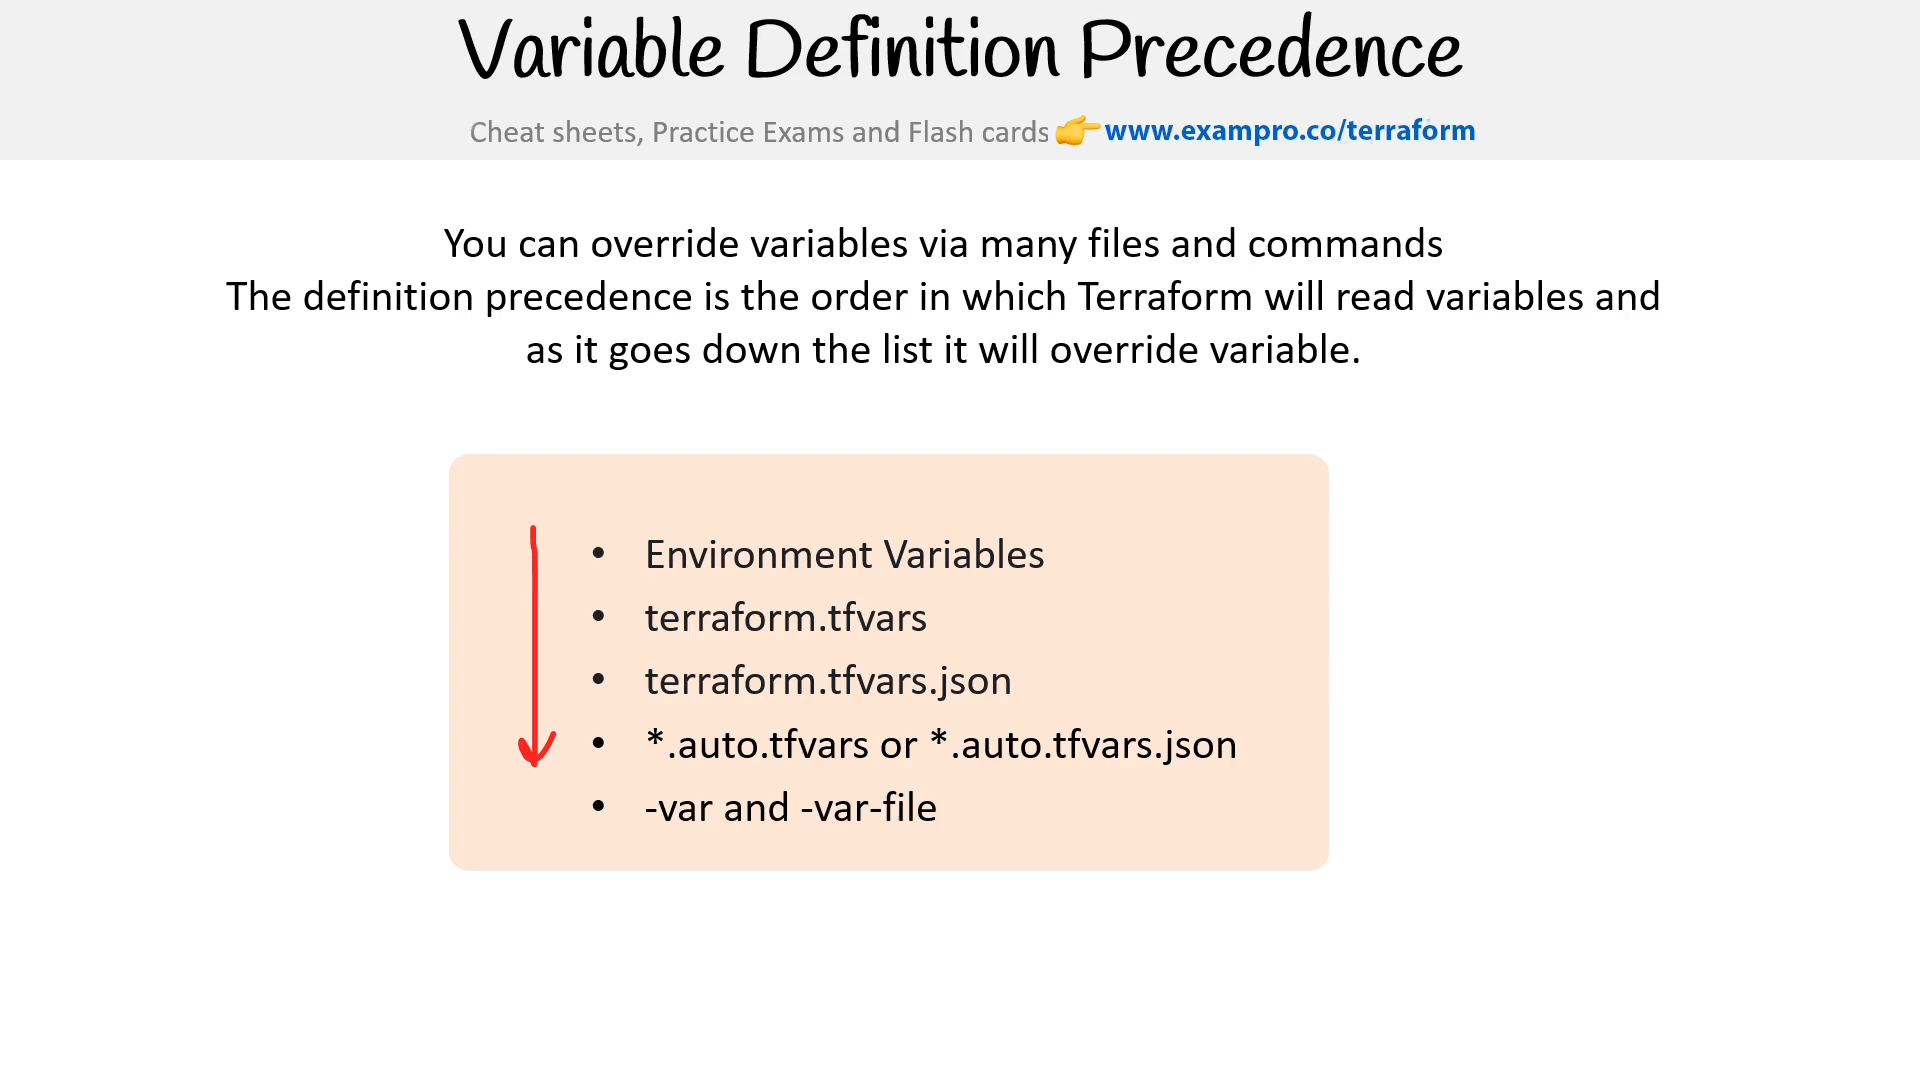 Variable Definition Precedence
Cheat sheets, Practice Exams and Flash cards 👉 www.exampro.co/terraform
You can override variables via many files and commands
The definition precedence is the order in which Terraform will read variables and
as it goes down the list it will override variable.
• Environment Variables
• terraform.tfvars
• terraform.tfvars.json
• *.auto.tfvars or *.auto.tfvars.json
• -var and -var-file